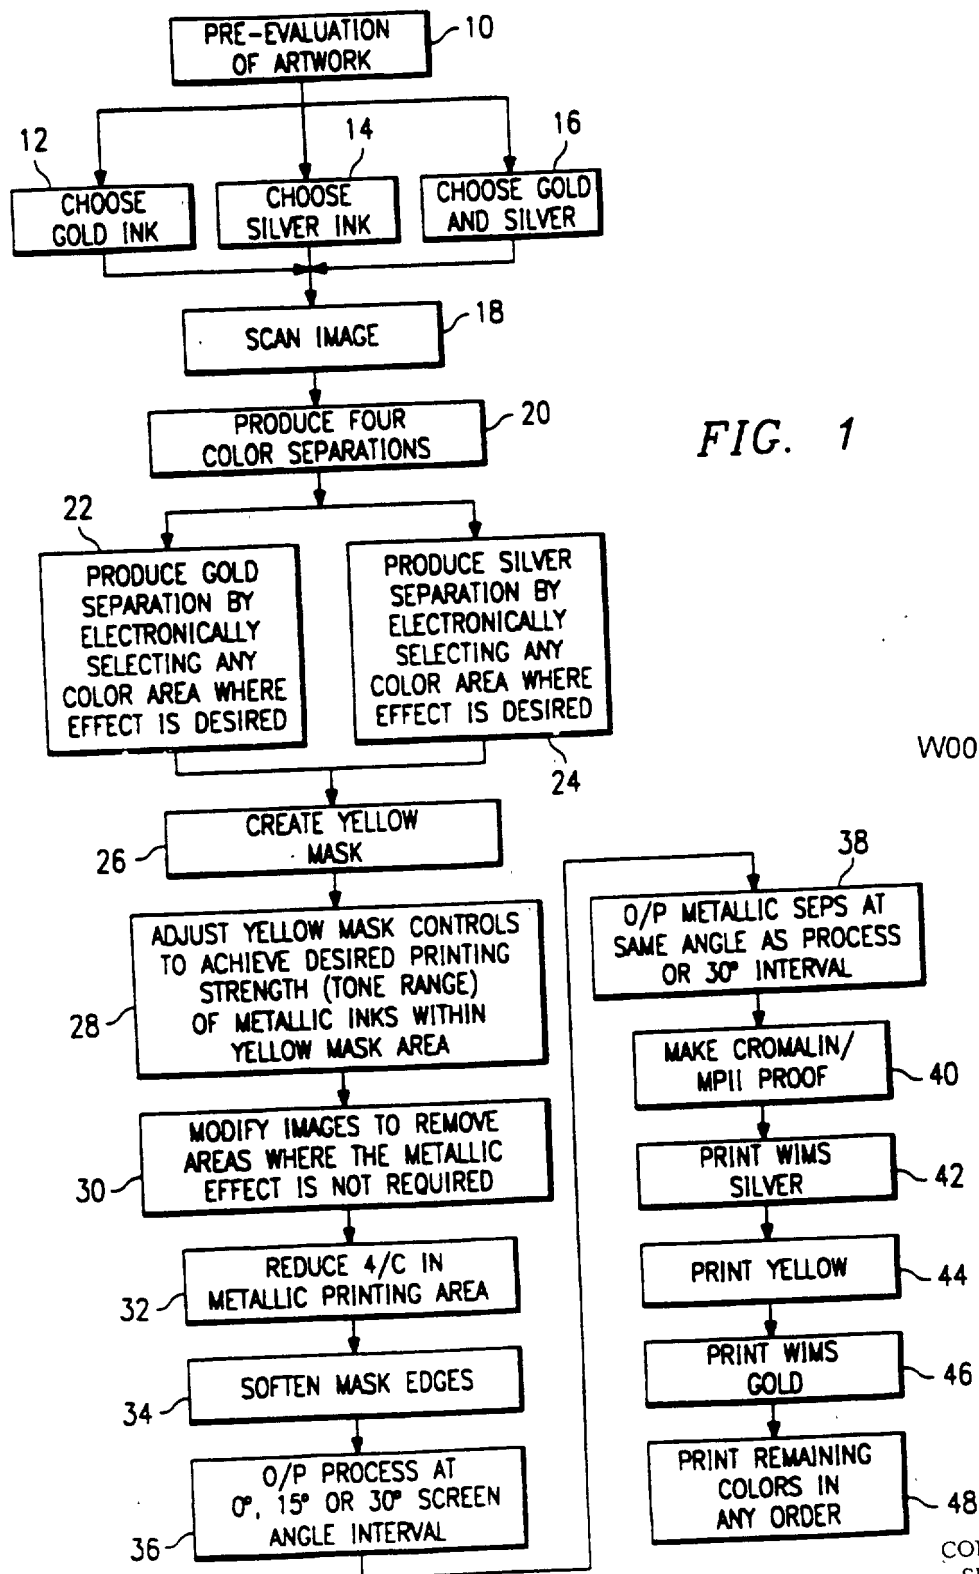 PRE-EVALUATION
OF ARTWORK
10
12
14
16
CHOOSE
GOLD INK
CHOOSE
SILVER INK
CHOOSE GOLD
AND SILVER
SCAN IMAGE
18
PRODUCE FOUR
COLOR SEPARATIONS
20
FIG. 1
22
PRODUCE GOLD
SEPARATION BY
ELECTRONICALLY
SELECTING ANY
COLOR AREA WHERE
EFFECT IS DESIRED
PRODUCE SILVER
SEPARATION BY
ELECTRONICALLY
SELECTING ANY
COLOR AREA WHERE
EFFECT IS DESIRED
24
CREATE YELLOW
MASK
26
ADJUST YELLOW MASK CONTROLS
TO ACHIEVE DESIRED PRINTING
STRENGTH (TONE RANGE)
OF METALLIC INKS WITHIN
YELLOW MASK AREA
28
MODIFY IMAGES TO REMOVE
AREAS WHERE THE METALLIC
EFFECT IS NOT REQUIRED
30
REDUCE 4/C IN
METALLIC PRINTING AREA
32
SOFTEN MASK EDGES
34
O/P PROCESS AT
0°, 15° OR 30° SCREEN
ANGLE INTERVAL
36
W00
38
O/P METALLIC SEPS AT
SAME ANGLE AS PROCESS
OR 30° INTERVAL
MAKE CROMALIN/
MPII PROOF
40
PRINT WIMS
SILVER
42
PRINT YELLOW
44
PRINT WIMS
GOLD
46
PRINT REMAINING
COLORS IN
ANY ORDER
48